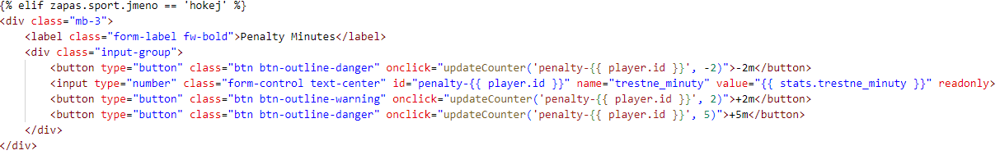 {% elif zapas.sport.jmeno == 'hokej' %}
<div class="mb-3">
    <label class="form-label fw-bold">Penalty Minutes</label>
    <div class="input-group">
        <button type="button" class="btn btn-outline-danger" onclick="updateCounter('penalty-{{ player.id }}', -2)">-2m</button>
        <input type="number" class="form-control text-center" id="penalty-{{ player.id }}" name="trestne_minuty" value="{{ stats.trestne_minuty }}" readonly>
        <button type="button" class="btn btn-outline-warning" onclick="updateCounter('penalty-{{ player.id }}', 2)">+2m</button>
        <button type="button" class="btn btn-outline-danger" onclick="updateCounter('penalty-{{ player.id }}', 5)">+5m</button>
    </div>
</div>